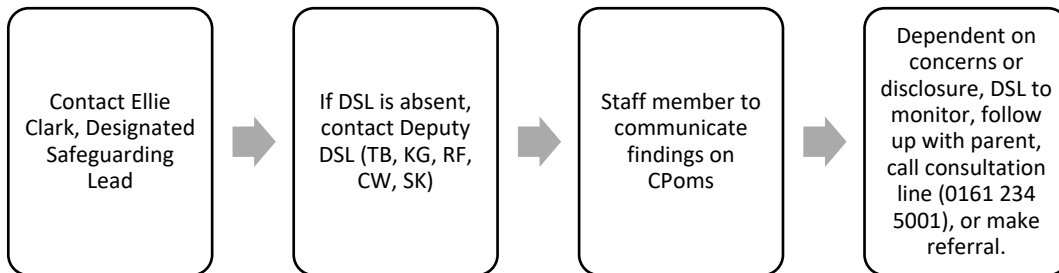 Contact Ellie
Clark, Designated
Safeguarding
Lead
If DSL is absent,
contact Deputy
DSL (TB, KG, RF,
CW, SK)
Staff member to
communicate
findings on
CPoms
Dependent on
concerns or
disclosure, DSL to
monitor, follow
up with parent,
call consultation
line (0161 234
5001), or make
referral.